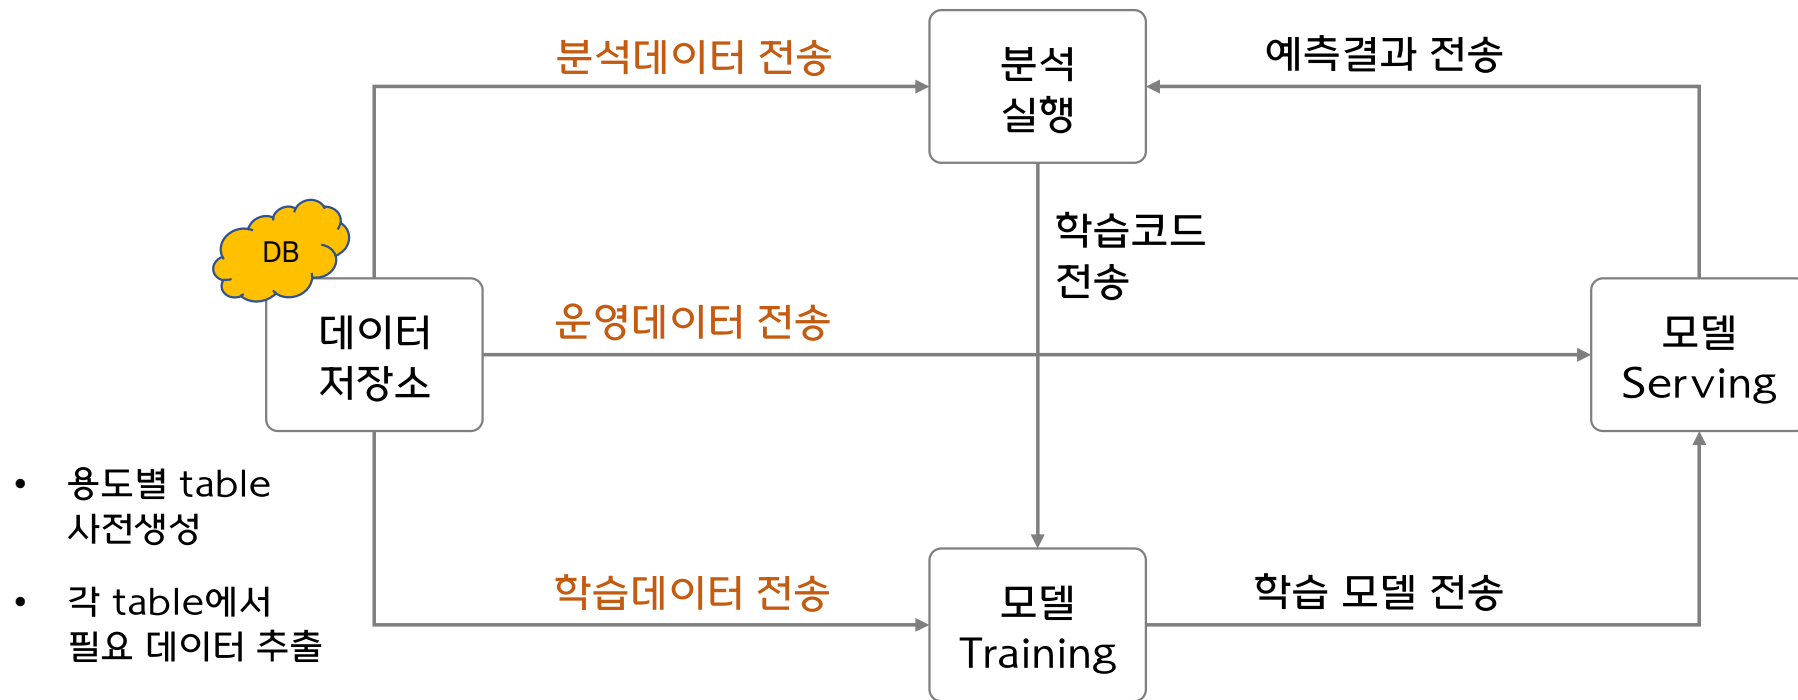 분석데이터 전송
분석
실행
예측결과 전송
학습코드
전송
DB
데이터
저장소
운영데이터 전송
모델
Serving
• 용도별 table
사전생성
• 각 table에서
필요 데이터 추출
학습데이터 전송
모델
Training
학습 모델 전송